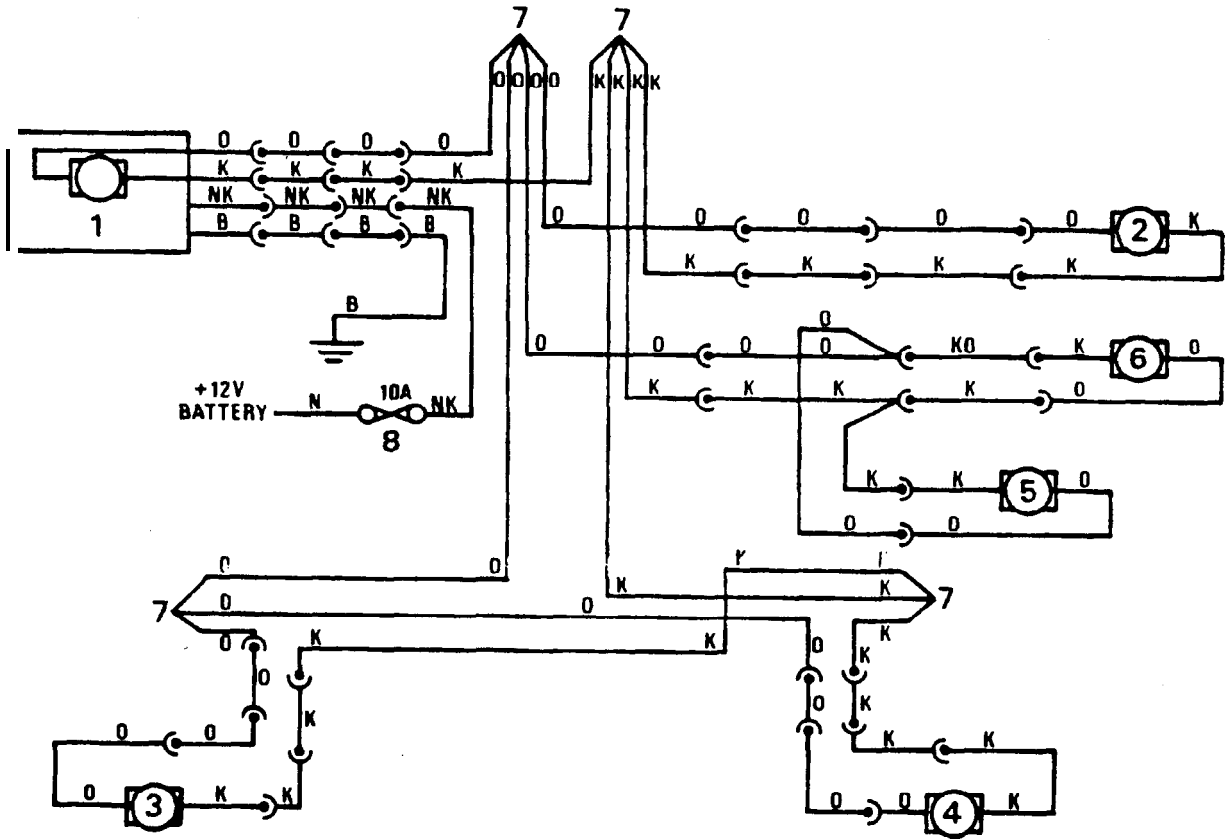 7 7
O O O O K K K K
O O O O
K K K K
NK NK NK NK
B B B B
1
O O O O O 2 K
K K K K
B
O
O O O O KO K 6 O
K K K K O
+12V
BATTERY N 10A NK
8
K K 5 O
O O
O O K
K K
7 O O 7
O K K K
O K
O K O K
O O K K
O K K 3 O O 4 K